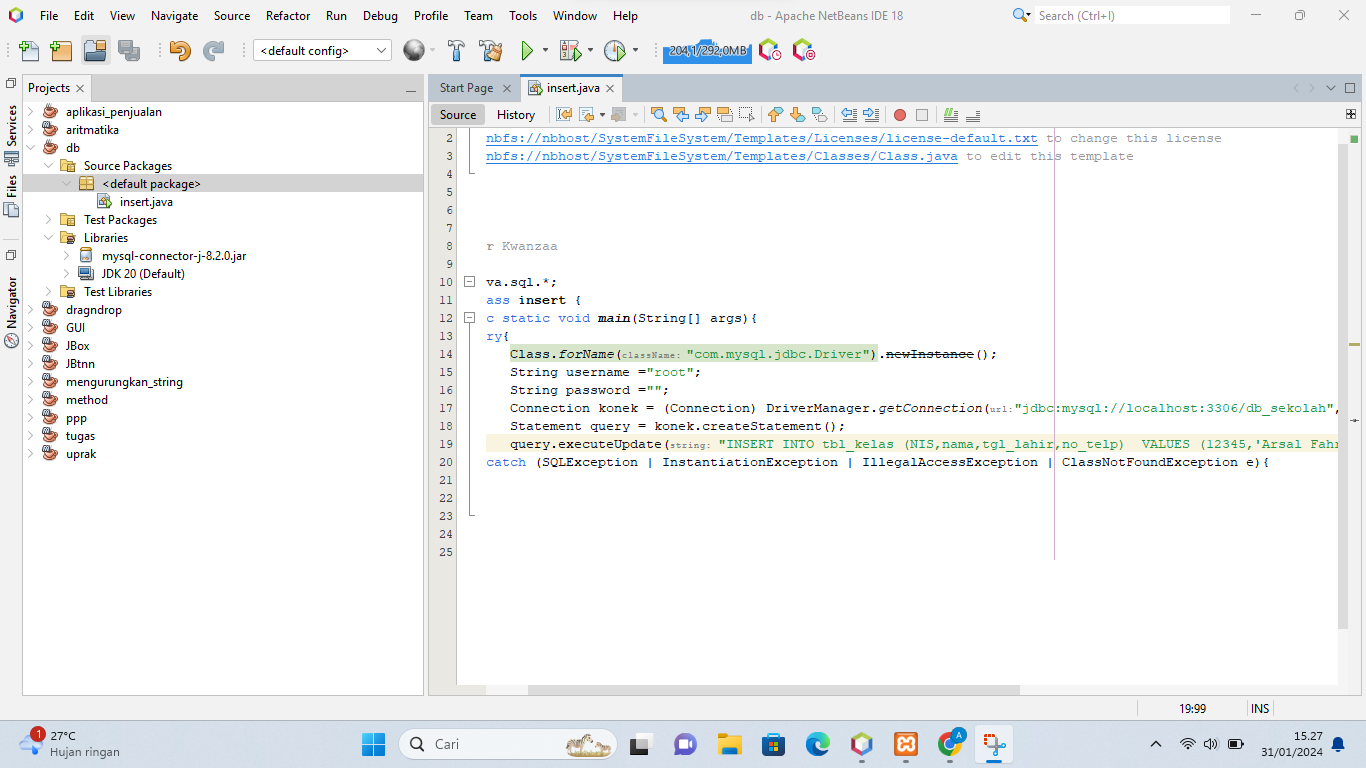 File Edit View Navigate Source Refactor Run Debug Profile Team Tools Window Help
db - Apache NetBeans IDE 18
Search (Ctrl+I)
<default config>
204,1/292,0MB
Services
Files
Navigator
Projects
aplikasi_penjualan
aritmatika
db
Source Packages
<default package>
insert.java
Test Packages
Libraries
mysql-connector-j-8.2.0.jar
JDK 20 (Default)
Test Libraries
dragndrop
GUI
JBox
JBtnn
mengurungkan_string
method
ppp
tugas
uprak
Start Page insert.java
Source History
2 nbfs://nbhost/SystemFileSystem/Templates/Licenses/license-default.txt to change this license
3 nbfs://nbhost/SystemFileSystem/Templates/Classes/Class.java to edit this template
4
5
6
7
8 r Kwanzaa
9
10 va.sql.*;
11 ass insert {
12 c static void main(String[] args){
13 ry{
14 Class.forName(className: "com.mysql.jdbc.Driver").newInstance();
15 String username ="root";
16 String password ="";
17 Connection konek = (Connection) DriverManager.getConnection(url:"jdbc:mysql://localhost:3306/db_sekolah",
18 Statement query = konek.createStatement();
19 query.executeUpdate(string: "INSERT INTO tbl_kelas (NIS,nama,tgl_lahir,no_telp)  VALUES (12345,'Arsal Fahr
20 catch (SQLException | InstantiationException | IllegalAccessException | ClassNotFoundException e){
21
22
23
24
25
19:99 INS
1
27°C
Hujan ringan
Cari
A
15.27
31/01/2024